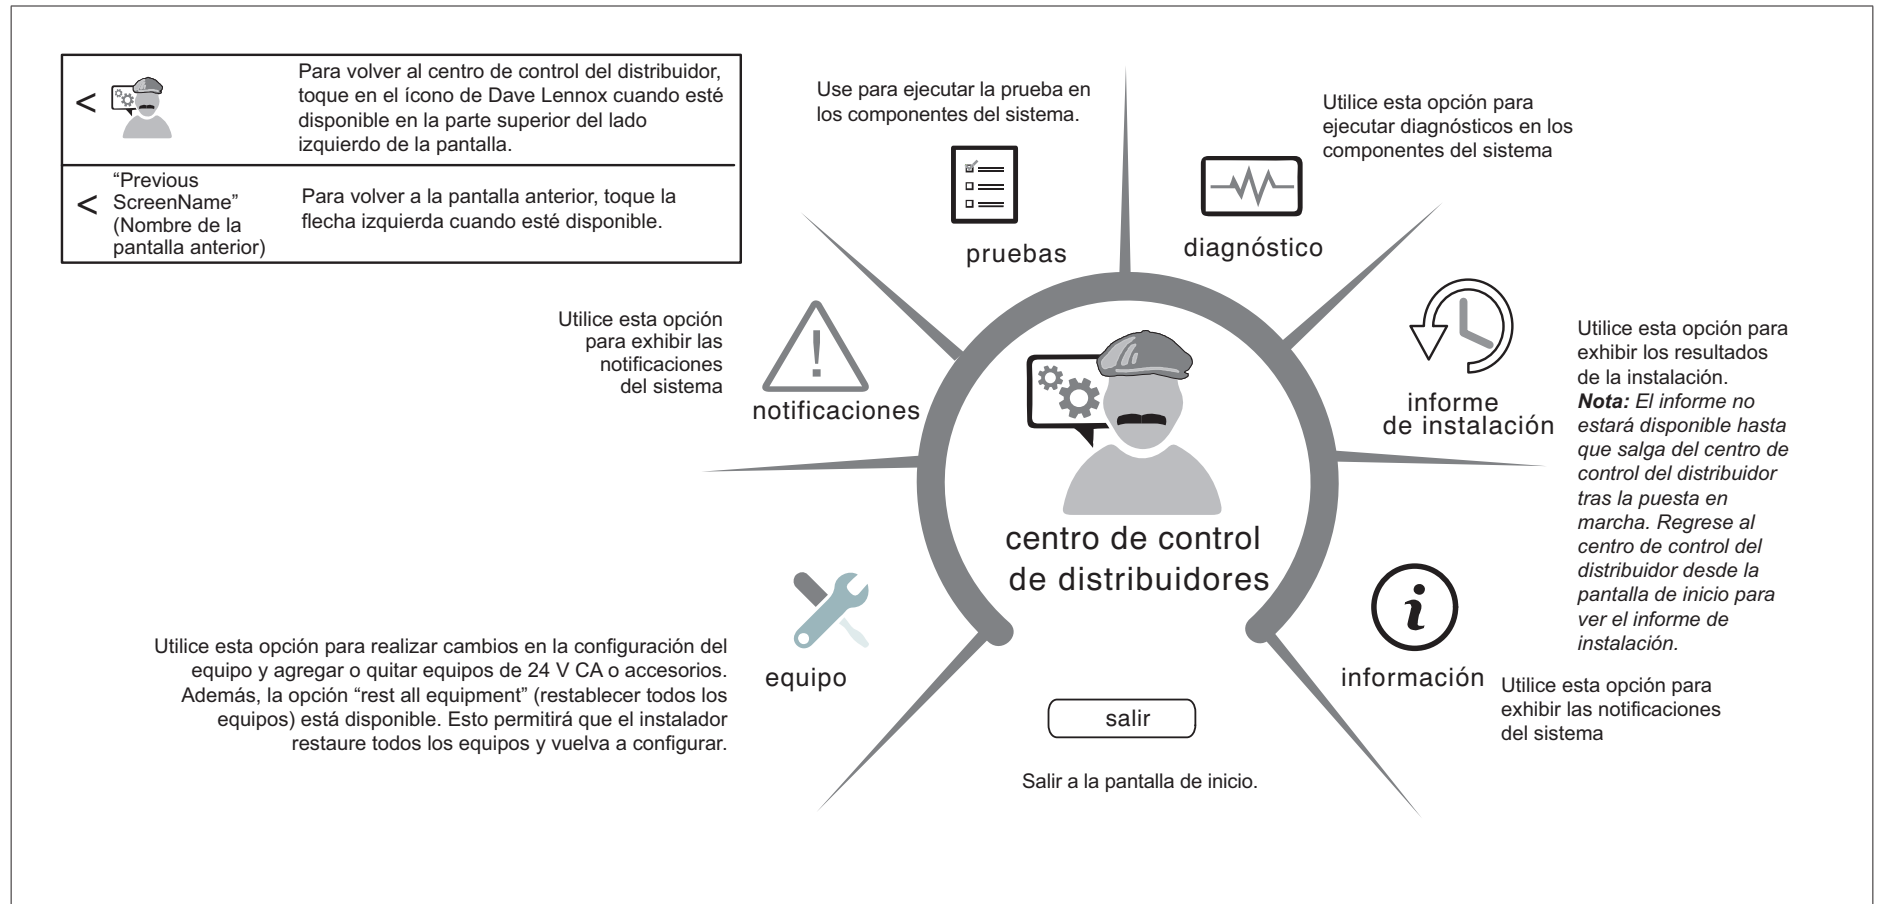 <
Para volver al centro de control del distribuidor,
toque en el ícono de Dave Lennox cuando esté
disponible en la parte superior del lado
izquierdo de la pantalla.
<
“Previous
ScreenName”
(Nombre de la
pantalla anterior)
Para volver a la pantalla anterior, toque la
flecha izquierda cuando esté disponible.
Use para ejecutar la prueba en
los componentes del sistema.
pruebas
Utilice esta opción para
ejecutar diagnósticos en los
componentes del sistema
diagnóstico
Utilice esta opción
para exhibir las
notificaciones
del sistema
!
notificaciones
informe
de instalación
Utilice esta opción para
exhibir los resultados
de la instalación.
Nota: El informe no
estará disponible hasta
que salga del centro de
control del distribuidor
tras la puesta en
marcha. Regrese al
centro de control del
distribuidor desde la
pantalla de inicio para
ver el informe de
instalación.
centro de control
de distribuidores
Utilice esta opción para realizar cambios en la configuración del
equipo y agregar o quitar equipos de 24 V CA o accesorios.
Además, la opción “rest all equipment” (restablecer todos los
equipos) está disponible. Esto permitirá que el instalador
restaure todos los equipos y vuelva a configurar.
equipo
i
información
Utilice esta opción para
exhibir las notificaciones
del sistema
salir
Salir a la pantalla de inicio.